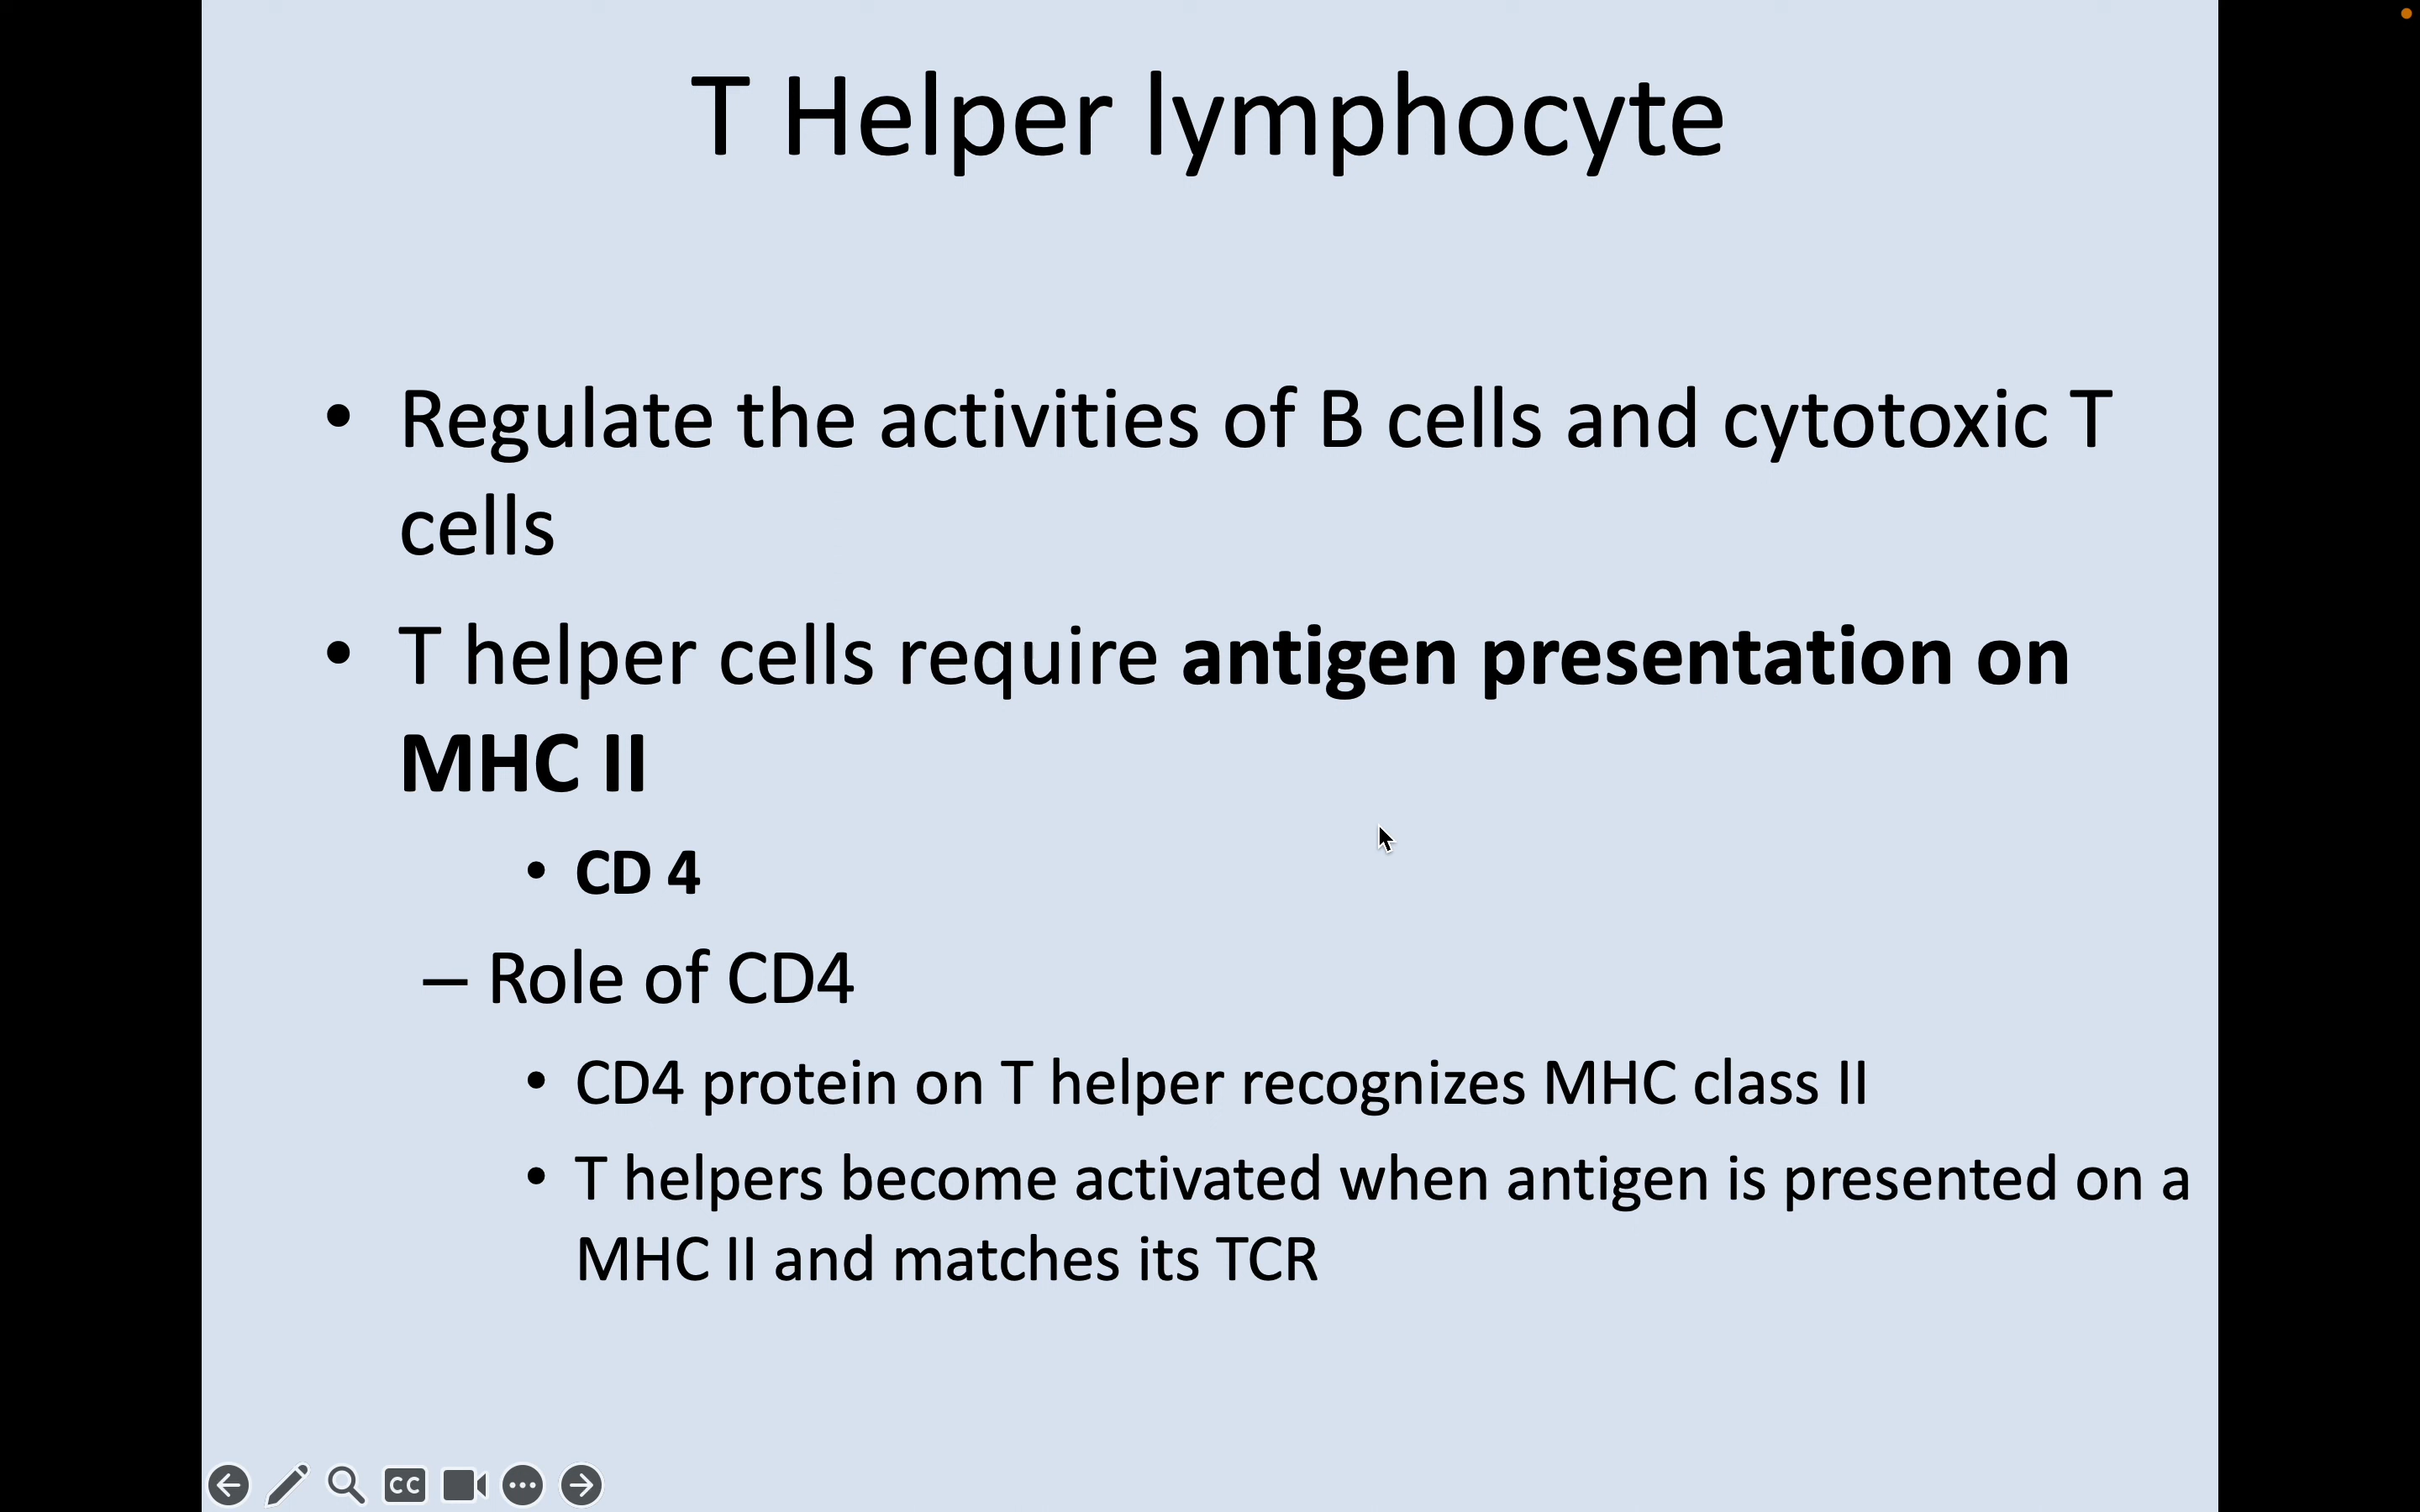 T Helper lymphocyte
• Regulate the activities of B cells and cytotoxic T
cells
• T helper cells require antigen presentation on
MHC II
• CD 4
– Role of CD4
• CD4 protein on T helper recognizes MHC class II
• T helpers become activated when antigen is presented on a
MHC II and matches its TCR
CC